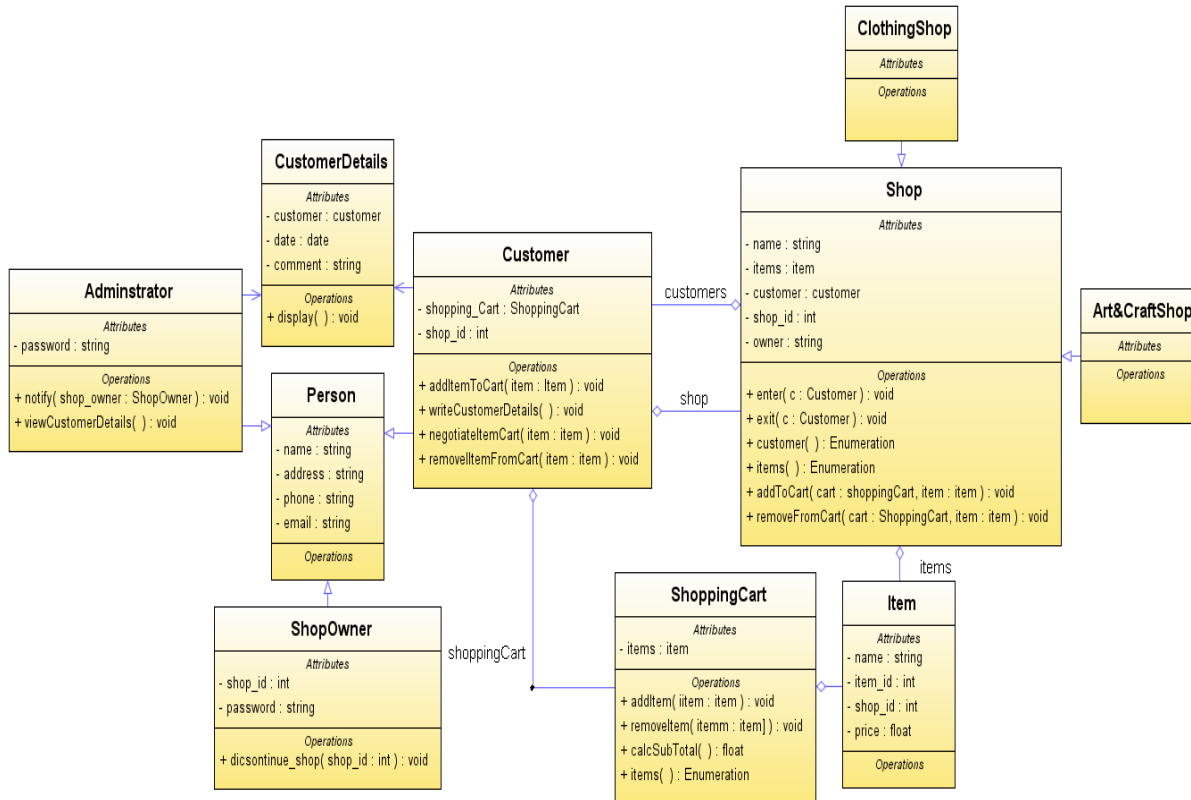 ClothingShop
Attributes
Operations
CustomerDetails
Attributes
- customer : customer
- date : date
- comment : string
Operations
+ display( ) : void
Shop
Attributes
- name : string
- items : item
- customer : customer
- shop_id : int
- owner : string
Operations
+ enter( c : Customer ) : void
+ exit( c : Customer ) : void
+ customer( ) : Enumeration
+ items( ) : Enumeration
+ addToCart( cart : shoppingCart, item : item ) : void
+ removeFromCart( cart : ShoppingCart, item : item ) : void
Customer
Attributes
- shopping_Cart : ShoppingCart
- shop_id : int
Operations
+ addItemToCart( item : Item ) : void
+ writeCustomerDetails( ) : void
+ negotiateItemCart( item : item ) : void
+ removeItemFromCart( item : item ) : void
customers
shop
Adminstrator
Attributes
- password : string
Operations
+ notify( shop_owner : ShopOwner ) : void
+ viewCustomerDetails( ) : void
Art&CraftShop
Attributes
Operations
Person
Attributes
- name : string
- address : string
- phone : string
- email : string
Operations
items
ShoppingCart
Attributes
- items : item
Operations
+ addItem( iitem : item ) : void
+ removeItem( itemm : item] ) : void
+ calcSubTotal( ) : float
+ items( ) : Enumeration
Item
Attributes
- name : string
- item_id : int
- shop_id : int
- price : float
Operations
ShopOwner
Attributes
- shop_id : int
- password : string
Operations
+ dicsontinue_shop( shop_id : int ) : void
shoppingCart